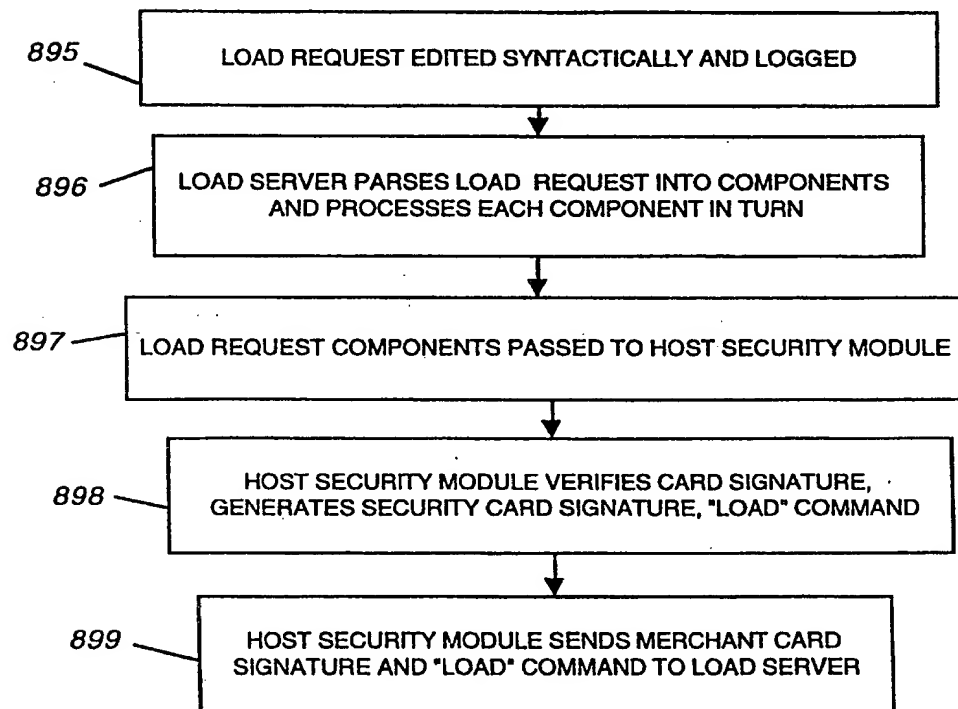 895
LOAD REQUEST EDITED SYNTACTICALLY AND LOGGED
896
LOAD SERVER PARSES LOAD REQUEST INTO COMPONENTS
AND PROCESSES EACH COMPONENT IN TURN
897
LOAD REQUEST COMPONENTS PASSED TO HOST SECURITY MODULE
898
HOST SECURITY MODULE VERIFIES CARD SIGNATURE,
GENERATES SECURITY CARD SIGNATURE, "LOAD" COMMAND
899
HOST SECURITY MODULE SENDS MERCHANT CARD
SIGNATURE AND "LOAD" COMMAND TO LOAD SERVER